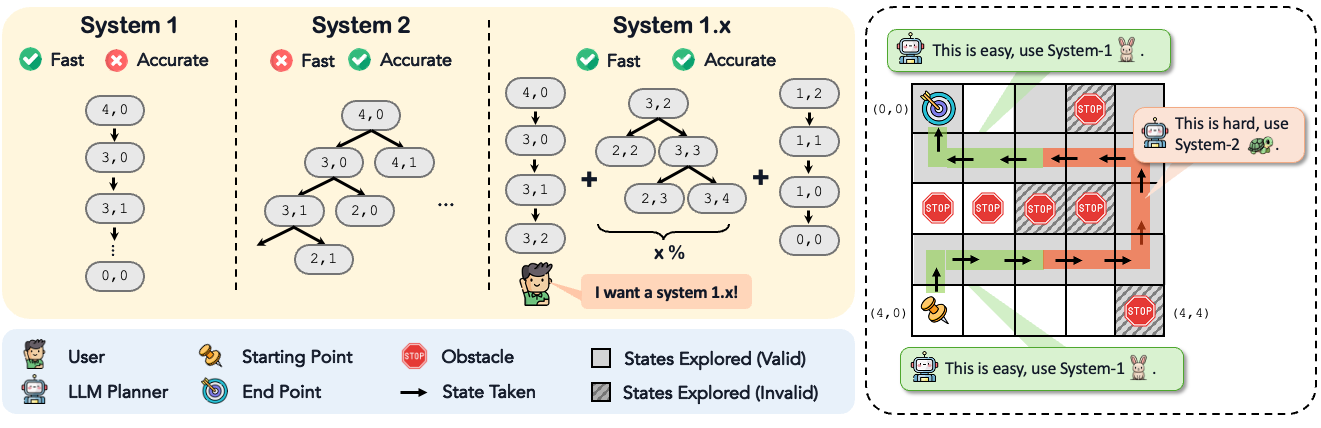 System 1
Fast Accurate
4,0
3,0
3,1
⋮
0,0
System 2
Fast Accurate
4,0
3,0 4,1
3,1 2,0
2,1
...
System 1.x
Fast Accurate
4,0
3,0
3,1
3,2
+
3,2
2,2 3,3
2,3 3,4
x %
+
1,2
1,1
1,0
0,0
I want a system 1.x!
User
Starting Point
Obstacle
States Explored (Valid)
LLM Planner
End Point
State Taken
States Explored (Invalid)
This is easy, use System-1 .
(0,0)
STOP
This is hard, use
System-2 .
STOP STOP STOP STOP
(4,0)
STOP
(4,4)
This is easy, use System-1 .
STOP